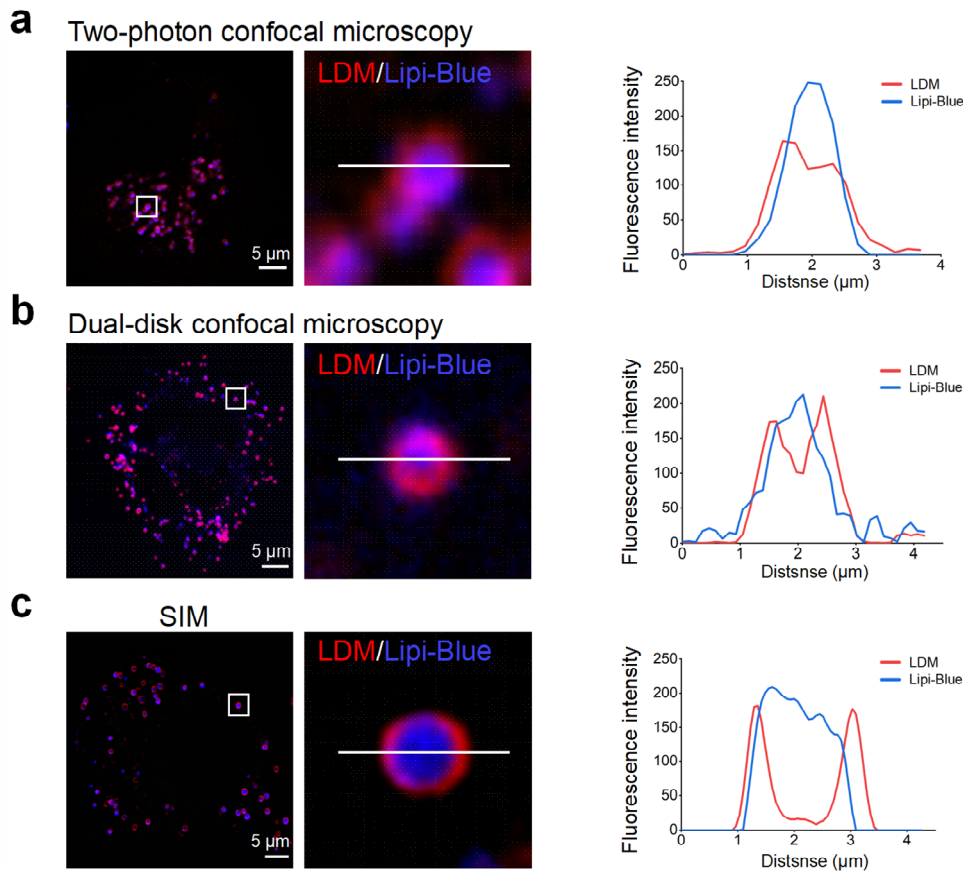 a
Two-photon confocal microscopy
LDM/Lipi-Blue
5 µm
Fluorescence intensity
250
200
150
100
50
0
0 1 2 3 4
Distsnse (µm)
LDM
Lipi-Blue
b
Dual-disk confocal microscopy
LDM/Lipi-Blue
5 µm
Fluorescence intensity
250
200
150
100
50
0
0 1 2 3 4
Distsnse (µm)
LDM
Lipi-Blue
c
SIM
LDM/Lipi-Blue
5 µm
Fluorescence intensity
250
200
150
100
50
0
0 1 2 3 4
Distsnse (µm)
LDM
Lipi-Blue